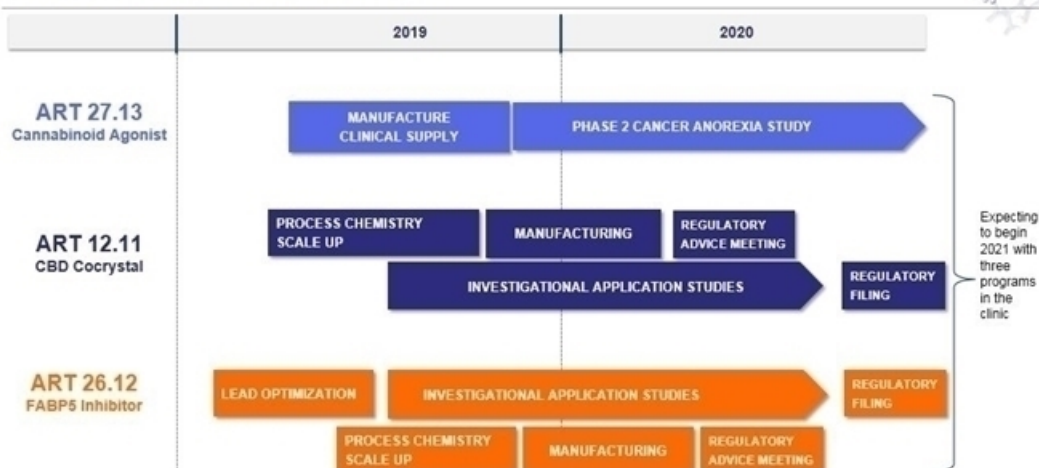 2019
2020
ART 27.13
Cannabinoid Agonist
MANUFACTURE
CLINICAL SUPPLY
PHASE 2 CANCER ANOREXIA STUDY
ART 12.11
CBD Cocrystal
PROCESS CHEMISTRY
SCALE UP
MANUFACTURING
REGULATORY
ADVICE MEETING
INVESTIGATIONAL APPLICATION STUDIES
REGULATORY
FILING
ART 26.12
FABP5 Inhibitor
LEAD OPTIMIZATION
INVESTIGATIONAL APPLICATION STUDIES
REGULATORY
FILING
PROCESS CHEMISTRY
SCALE UP
MANUFACTURING
REGULATORY
ADVICE MEETING
Expecting
to begin
2021 with
three
programs
in the
clinic